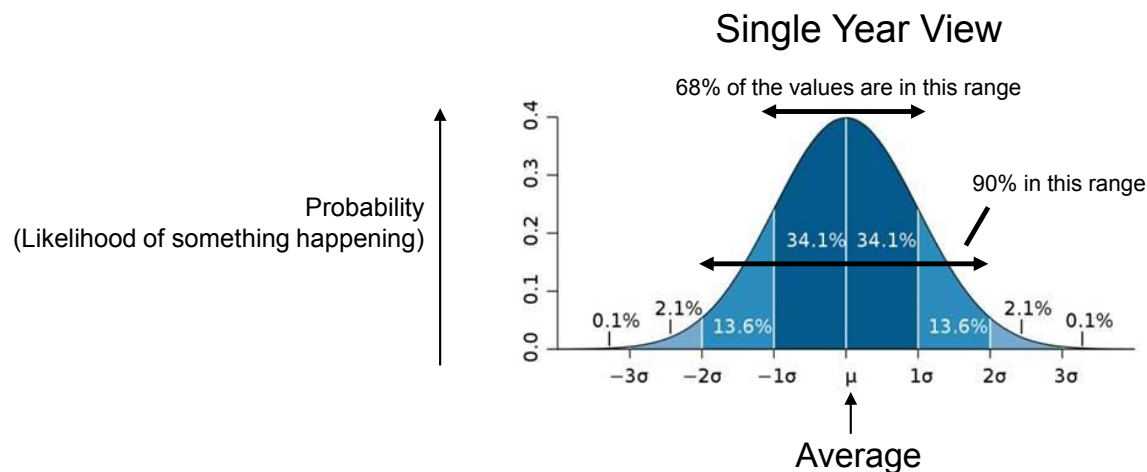 Single Year View
68% of the values are in this range
0.4
0.3
0.2
0.1
0.0
Probability
(Likelihood of something happening)
90% in this range
34.1% 34.1%
0.1% 2.1% 13.6% 13.6% 2.1% 0.1%
−3σ −2σ −1σ μ 1σ 2σ 3σ
Average